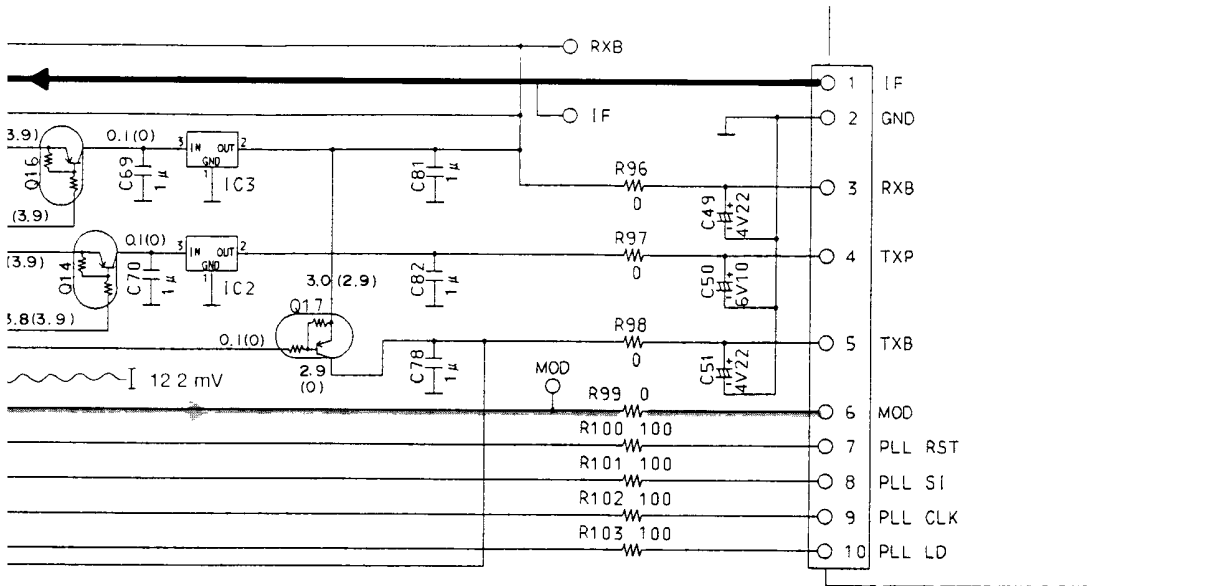 RXB
1 IF
IF
2 GND
3.9)
0.1(0)
3 IN OUT 2
GND
1
Q16
C69
1μ
IC3
C81
1μ
R96
0
3 RXB
(3.9)
C49
4V22
0.1(0)
3 IN OUT 2
GND
1
R97
0
4 TXP
(3.9)
Q14
C70
1μ
IC2
3.0(2.9)
C82
1μ
C50
6V10
Q17
3.8(3.9)
R98
0
5 TXB
0.1(0)
2.9
(0)
C78
1μ
C51
4V22
12 2 mV
MOD
R99 0
6 MOD
R100 100
7 PLL RST
R101 100
8 PLL SI
R102 100
9 PLL CLK
R103 100
10 PLL LD